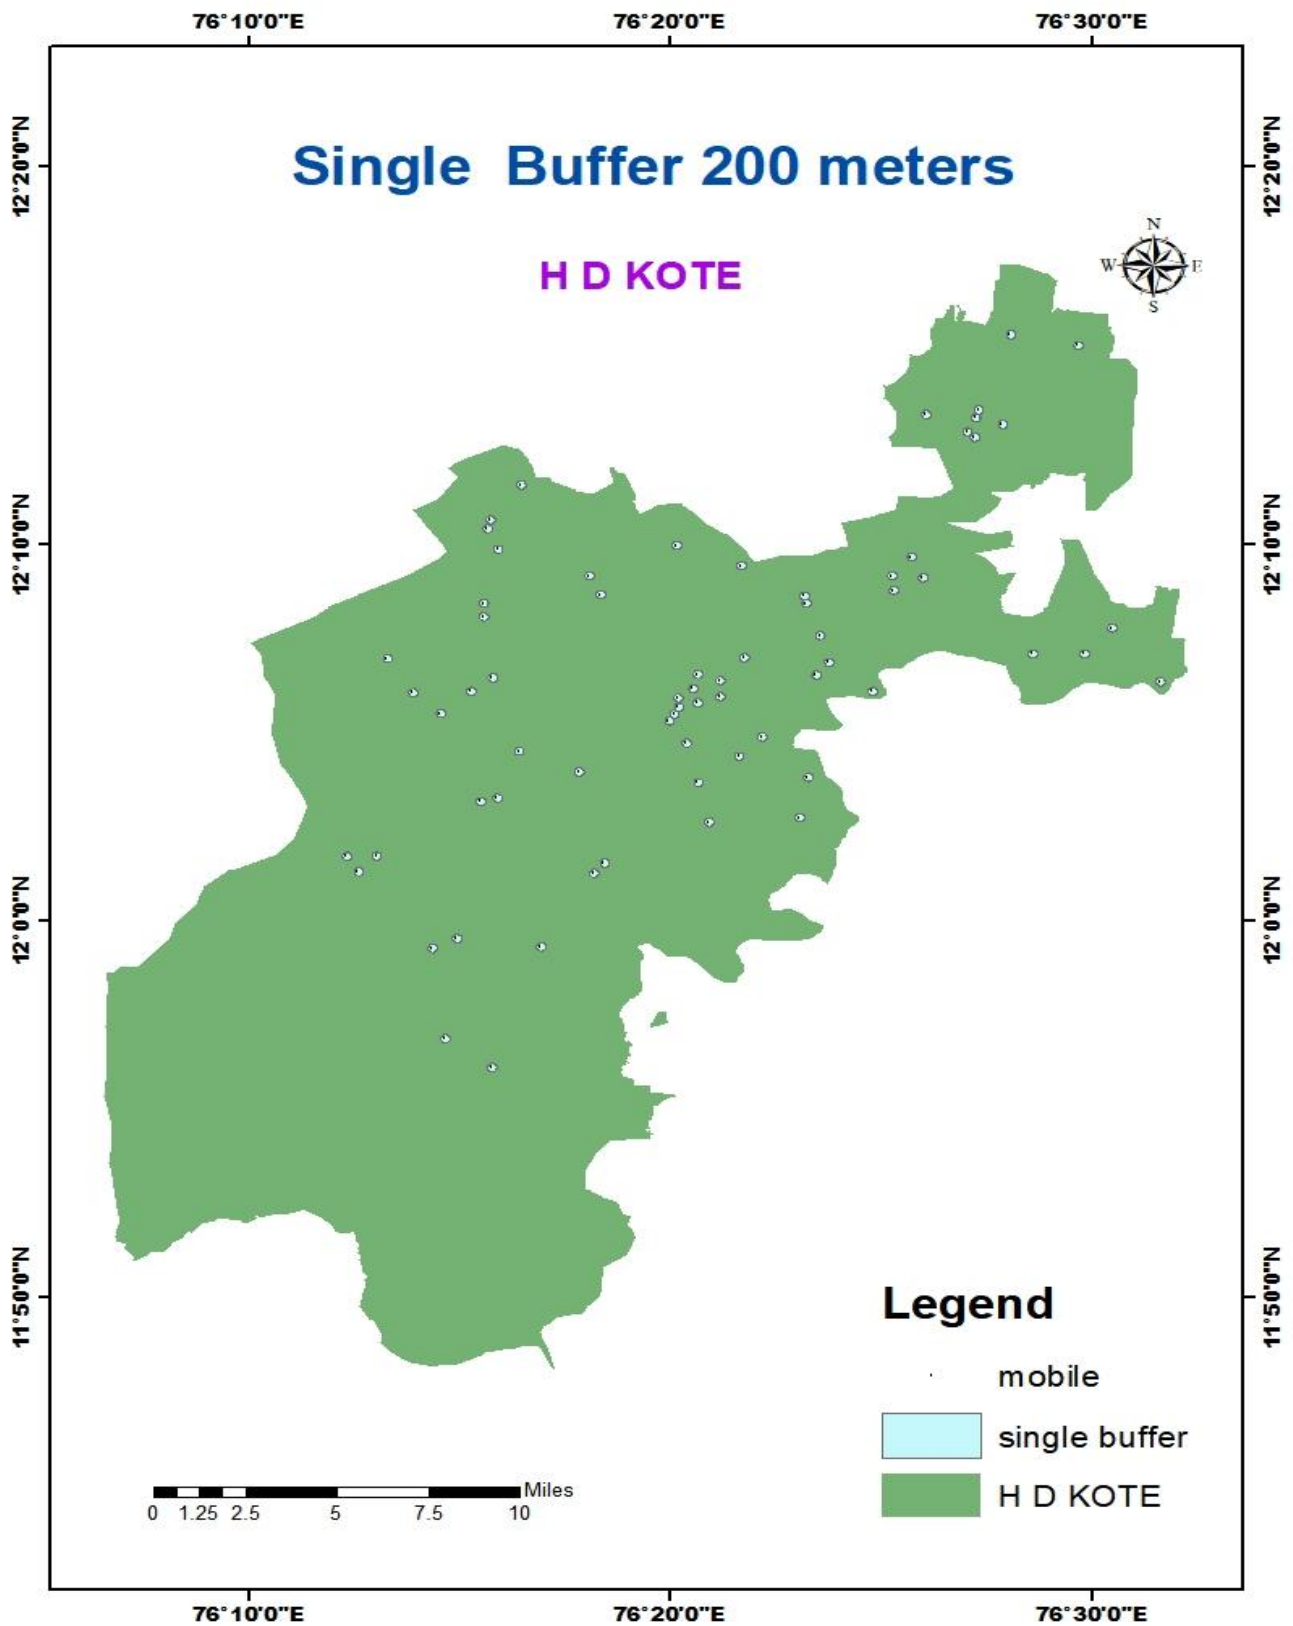 76°10'0"E 76°20'0"E 76°30'0"E
12°20'0"N 12°20'0"N
Single Buffer 200 meters
H D KOTE
N
W E
S
12°10'0"N 12°10'0"N
12°0'0"N 12°0'0"N
11°50'0"N 11°50'0"N
Legend
mobile
single buffer
H D KOTE
Miles
0 1.25 2.5 5 7.5 10
76°10'0"E 76°20'0"E 76°30'0"E